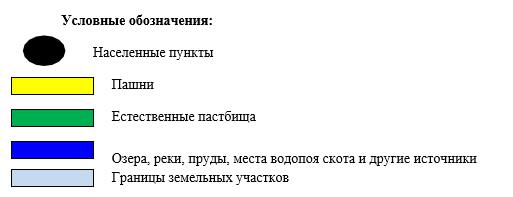 Условные обозначения:
Населенные пункты
Пашни
Естественные пастбища
Озера, реки, пруды, места водопоя скота и другие источники
Границы земельных участков